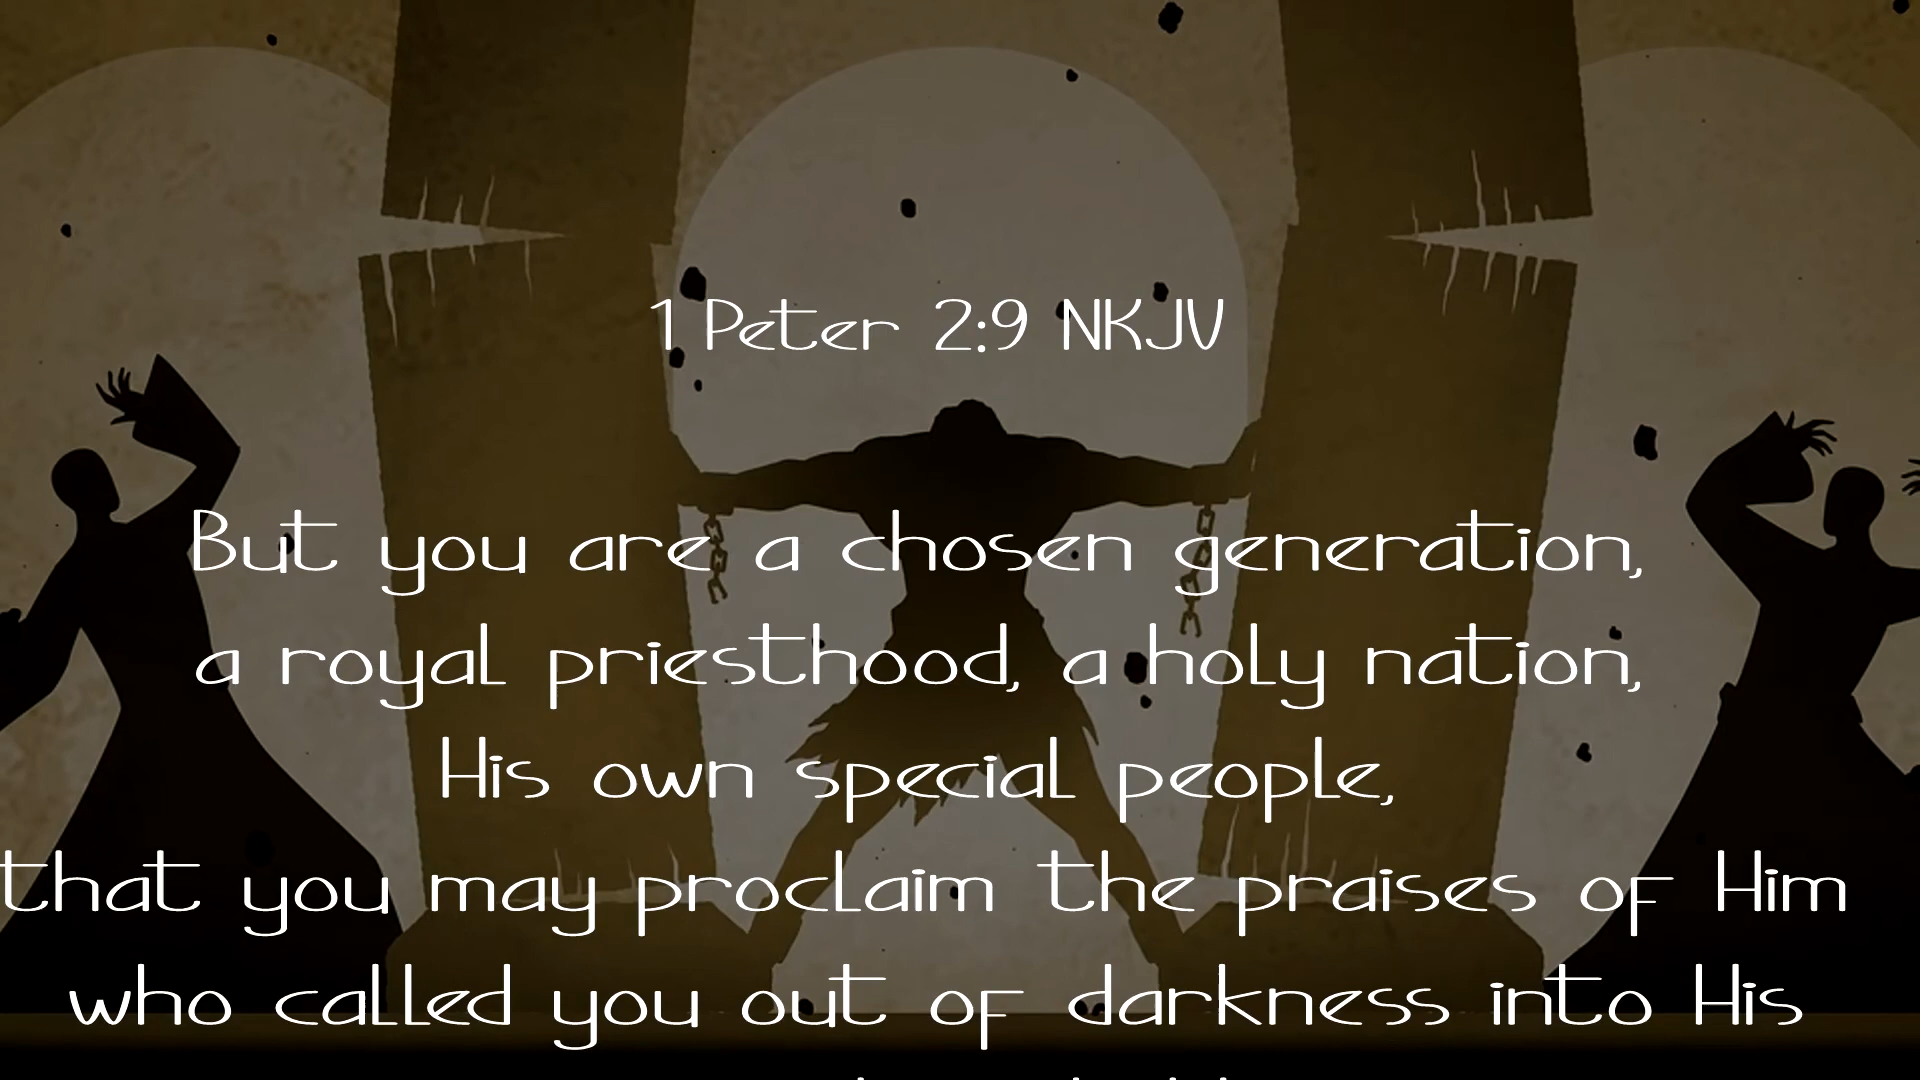 1 Peter 2:9 NKJV
But you are a chosen generation,
a royal priesthood, a holy nation,
His own special people,
that you may proclaim the praises of Him
who called you out of darkness into His